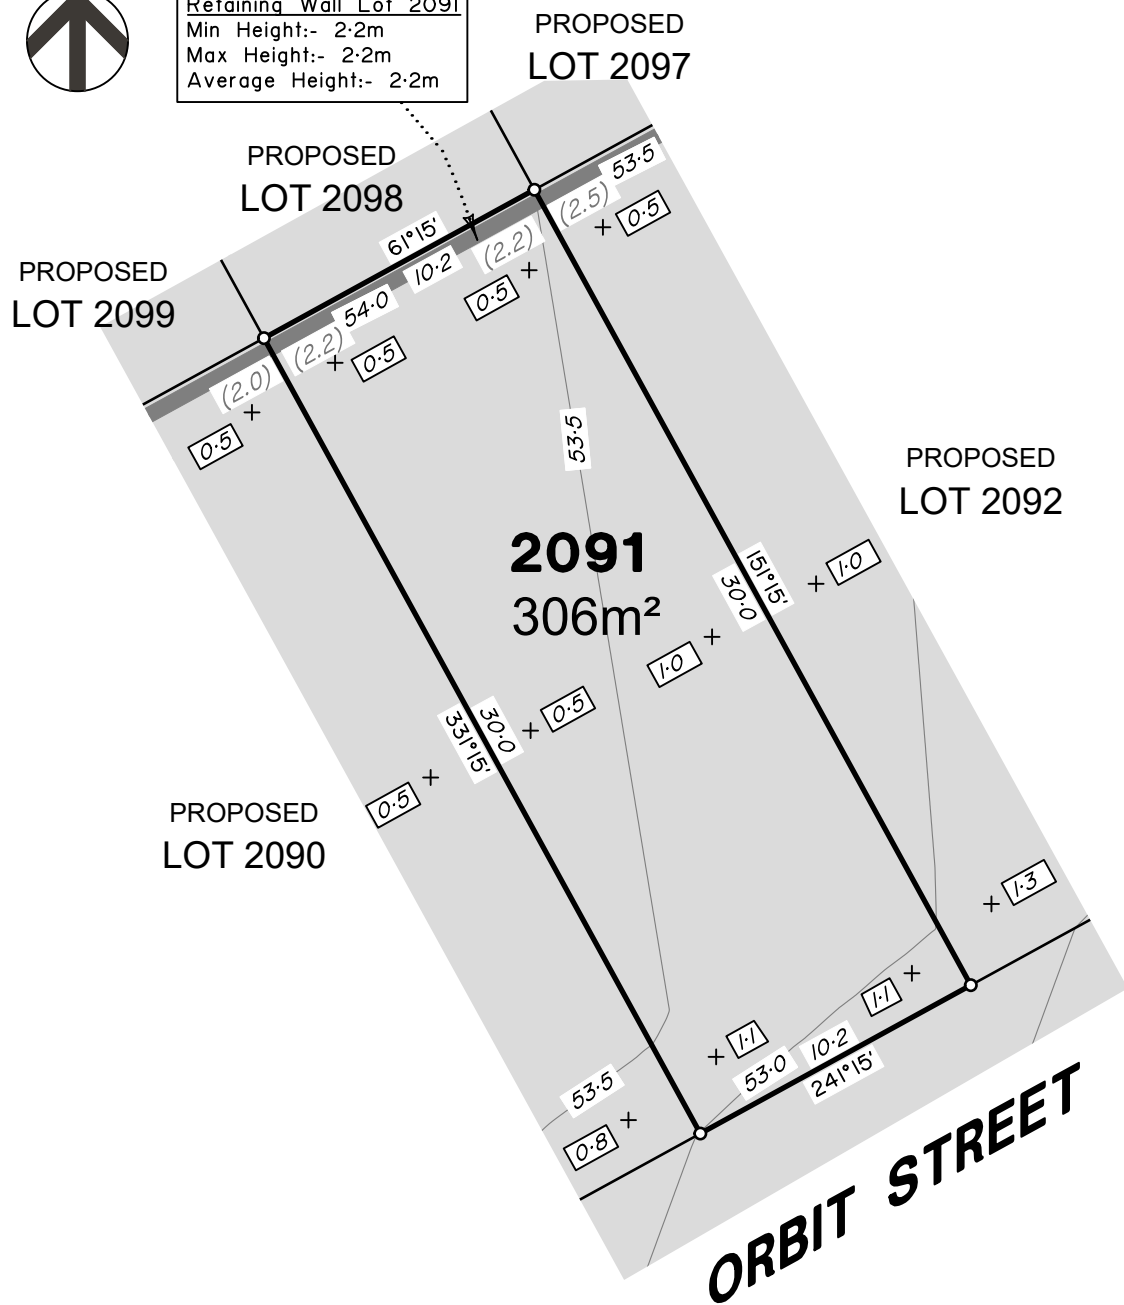 Retaining Wall Lot 2091
Min Height:- 2·2m
Max Height:- 2·2m
Average Height:- 2·2m
PROPOSED
LOT 2097
PROPOSED
LOT 2098
PROPOSED
LOT 2099
53·5
(2.5)
0·5
61°15'
10·2
(2.2)
0·5
54·0
(2.2)
0·5
(2.0)
0·5
53·5
PROPOSED
LOT 2092
2091
306m²
151°15'
30·0
1·0
1·0
30·0
331°15'
0·5
0·5
PROPOSED
LOT 2090
1·3
1·1
1·1
53·0
10·2
241°15'
53·5
0·8
ORBIT STREET